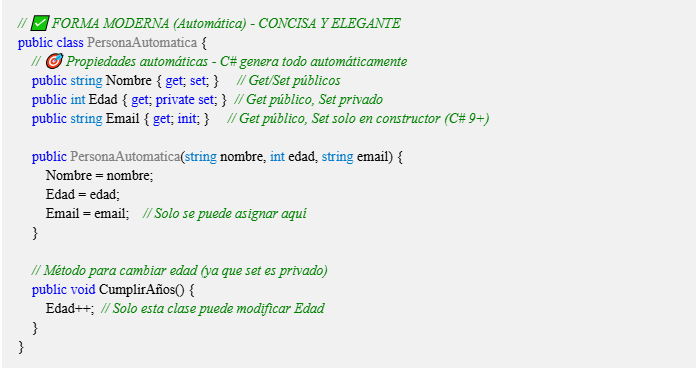 // ✅ FORMA MODERNA (Automática) - CONCISA Y ELEGANTE
public class PersonaAutomatica {
// 🎯 Propiedades automáticas - C# genera todo automáticamente
public string Nombre { get; set; } // Get/Set públicos
public int Edad { get; private set; } // Get público, Set privado
public string Email { get; init; } // Get público, Set solo en constructor (C# 9+)
public PersonaAutomatica(string nombre, int edad, string email) {
Nombre = nombre;
Edad = edad;
Email = email; // Solo se puede asignar aquí
}
// Método para cambiar edad (ya que set es privado)
public void CumplirAños() {
Edad++; // Solo esta clase puede modificar Edad
}
}